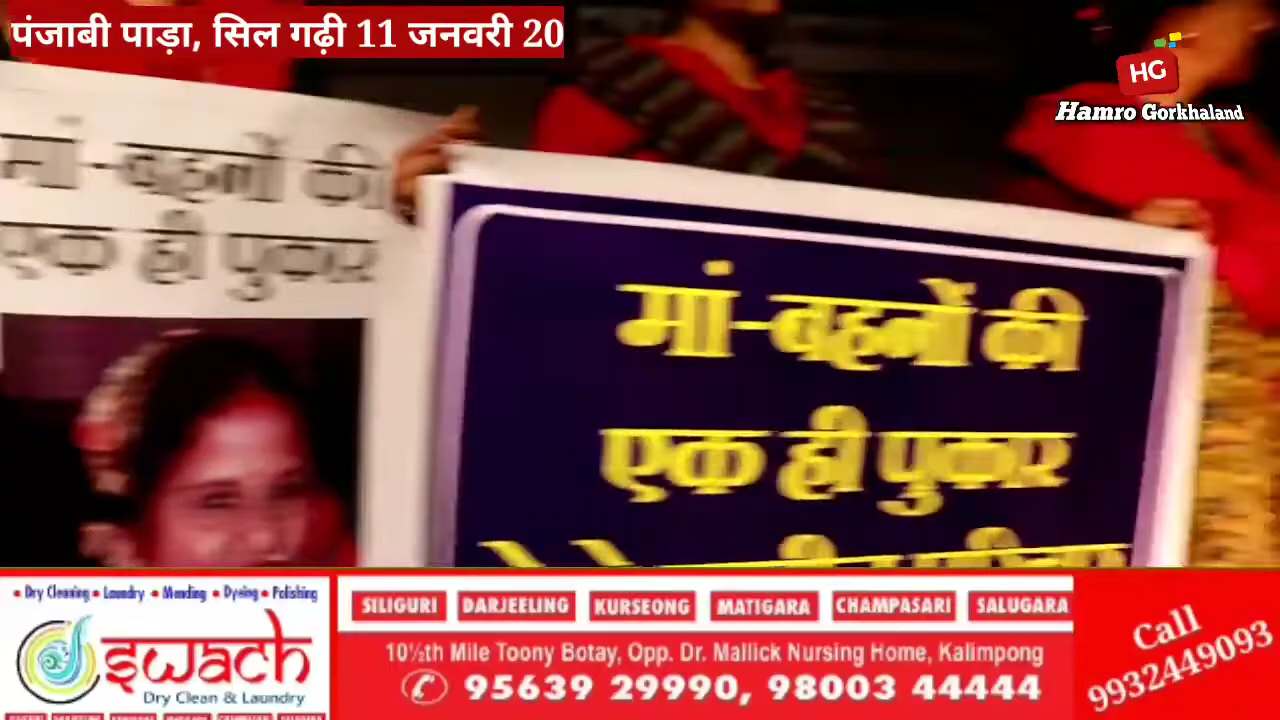 पंजाबी पाड़ा, सिल गढ़ी 11 जनवरी 20
HG
Hamro Gorkhaland
मां-बहनों की
एक ही पुकार
मां-बहनों की
एक ही पुकार
• Dry Cleaning • Laundry • Mending • Dyeing • Polishing
swach
Dry Clean & Laundry
SILIGURI DARJEELING KURSEONG MATIGARA CHAMPASARI SALUGARA
10½th Mile Toony Botay, Opp. Dr. Mallick Nursing Home, Kalimpong
95639 29990, 98003 44444
Call
9932449093